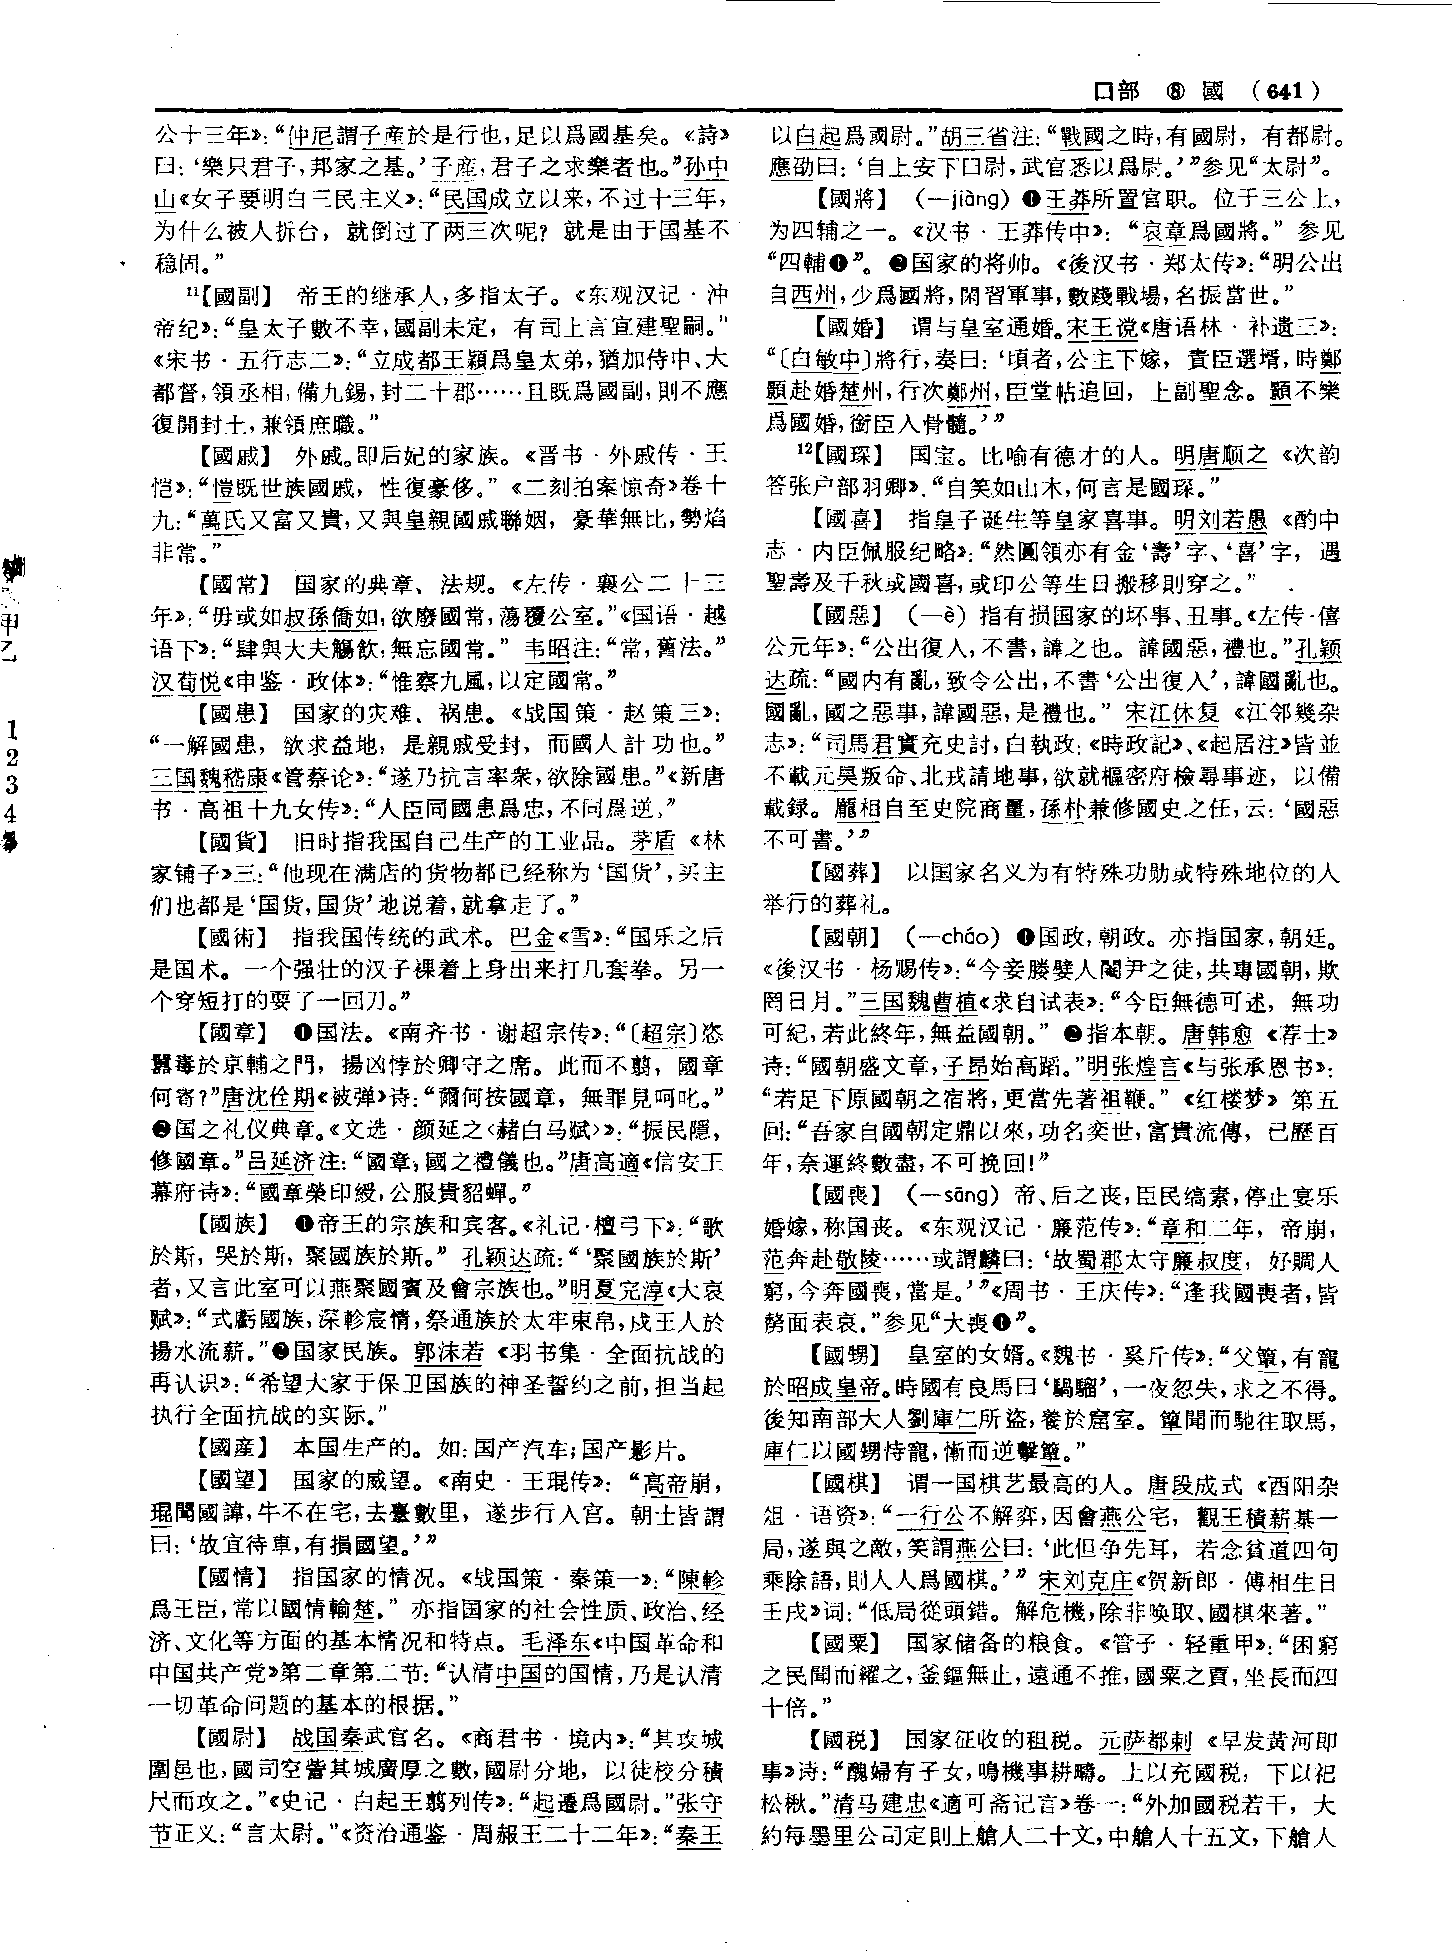 口部 ⑧ 國 (641)
公十三年》：“仲尼謂子產於是行也，足以爲國基矣。《詩》
曰：‘樂只君子，邦家之基。’子產，君子之求樂者也。”孙中
山《女子要明白三民主义》：“民国成立以来，不过十三年，
为什么被人拆台，就倒过了两三次呢？就是由于国基不
稳固。”
11【國副】 帝王的继承人，多指太子。《东观汉记·冲
帝纪》：“皇太子數不幸，國副未定，有司上言宜建聖嗣。”
《宋书·五行志二》：“立成都王穎爲皇太弟，猶加侍中、大
都督，領丞相，備九錫，封二十郡……且既爲國副，則不應
復開封土，兼領庶職。”
【國戚】 外戚。即后妃的家族。《晋书·外戚传·王
恺》：“愷既世族國戚，性復豪侈。”《二刻拍案惊奇》卷十
九：“萬氏又富又貴，又與皇親國戚聯姻，豪華無比，勢焰
非常。”
【國常】 国家的典章、法规。《左传·襄公二十三
年》：“毋或如叔孫僑如，欲廢國常，蕩覆公室。”《国语·越
语下》：“肆與大夫觴飲，無忘國常。” 韦昭注：“常，舊法。”
汉荀悦《申鉴·政体》：“惟察九風，以定國常。”
【國患】 国家的灾难、祸患。《战国策·赵策三》：
“一解國患，欲求益地，是親戚受封，而國人計功也。”
三国魏嵇康《管蔡论》：“遂乃抗言率衆，欲除國患。”《新唐
书·高祖十九女传》：“人臣同國患爲忠，不同爲逆。”
【國貨】 旧时指我国自己生产的工业品。茅盾《林
家铺子》三：“他现在满店的货物都已经称为‘国货’，买主
们也都是‘国货，国货’地说着，就拿走了。”
【國術】 指我国传统的武术。巴金《雪》：“国乐之后
是国术。一个强壮的汉子裸着上身出来打几套拳。另一
个穿短打的耍了一回刀。”
【國章】 ❶国法。《南齐书·谢超宗传》：“〔超宗〕恣
嚚毒於京輔之門，揚凶悖於卿守之席。此而不翦，國章
何寄？”唐沈佺期《被弹》诗：“爾何按國章，無罪見呵叱。”
❷国之礼仪典章。《文选·颜延之〈赭白马赋〉》：“振民隱，
修國章。”吕延济注：“國章，國之禮儀也。”唐高適《信安王
幕府诗》：“國章榮印綬，公服貴貂蟬。”
【國族】 ❶帝王的宗族和宾客。《礼记·檀弓下》：“歌
於斯，哭於斯，聚國族於斯。”孔颖达疏：“‘聚國族於斯’
者，又言此室可以燕聚國賓及會宗族也。”明夏完淳《大哀
赋》：“式虧國族，深軫宸情，祭通族於太牢束帛，戍王人於
揚水流薪。”❷国家民族。郭沫若《羽书集·全面抗战的
再认识》：“希望大家于保卫国族的神圣誓约之前，担当起
执行全面抗战的实际。”
【國産】 本国生产的。如：国产汽车；国产影片。
【國望】 国家的威望。《南史·王琨传》：“高帝崩，
琨聞國諱，牛不在宅，去臺數里，遂步行入宫。朝士皆謂
曰：‘故宜待車，有損國望。’”
【國情】 指国家的情况。《战国策·秦策一》：“陳軫
爲王臣，常以國情輸楚。” 亦指国家的社会性质、政治、经
济、文化等方面的基本情况和特点。毛泽东《中国革命和
中国共产党》第二章第二节：“认清中国的国情，乃是认清
一切革命问题的基本的根据。”
【國尉】 战国秦武官名。《商君书·境内》：“其攻城
圍邑也，國司空訾其城廣厚之數，國尉分地，以徒校分積
尺而攻之。”《史记·白起王翦列传》：“起遷爲國尉。”张守
节正义：“言太尉。”《资治通鉴·周赧王二十二年》：“秦王
以白起爲國尉。”胡三省注：“戰國之時，有國尉，有都尉。
應劭曰：‘自上安下曰尉，武官悉以爲尉。’”参见“太尉”。
【國將】 （一jiàng）❶王莽所置官职。位于三公上，
为四辅之一。《汉书·王莽传中》：“哀章爲國將。”参见
“四輔❶”。❷国家的将帅。《後汉书·郑太传》：“明公出
自西州，少爲國將，閑習軍事，數踐戰場，名振當世。”
【國婚】 谓与皇室通婚。宋王谠《唐语林·补遗三》：
“〔白敏中〕將行，奏曰：‘頃者，公主下嫁，責臣選壻，時鄭
顥赴婚楚州，行次鄭州，臣堂帖追回，上副聖念。顥不樂
爲國婚，銜臣入骨髓。’”
12【國琛】 国宝。比喻有德才的人。明唐顺之《次韵
答张户部羽卿》：“自笑如山木，何言是國琛。”
【國喜】 指皇子诞生等皇家喜事。明刘若愚《酌中
志·内臣佩服纪略》：“然圓領亦有金‘壽’字、‘喜’字，遇
聖壽及千秋或國喜，或印公等生日搬移則穿之。”
【國惡】 （一è）指有损国家的坏事、丑事。《左传·僖
公元年》：“公出復入，不書，諱之也。諱國惡，禮也。”孔颖
达疏：“國内有亂，致令公出，不書‘公出復入’，諱國亂也。
國亂，國之惡事，諱國惡，是禮也。” 宋江休复《江邻幾杂
志》：“司馬君實充史討，白執政：《時政記》、《起居注》皆並
不載元昊叛命、北戎請地事，欲就樞密府檢尋事迹，以備
載録。龐相自至史院商量，孫朴兼修國史之任，云：‘國惡
不可書。’”
【國葬】 以国家名义为有特殊功勋或特殊地位的人
举行的葬礼。
【國朝】 （一cháo）❶国政，朝政。亦指国家，朝廷。
《後汉书·杨赐传》：“今妾媵嬖人閹尹之徒，共專國朝，欺
罔日月。”三国魏曹植《求自试表》：“今臣無德可述，無功
可紀，若此終年，無益國朝。” ❷指本朝。唐韩愈《荐士》
诗：“國朝盛文章，子昂始高蹈。”明张煌言《与张承恩书》：
“若足下原國朝之宿將，更當先著祖鞭。”《红楼梦》第五
回：“吾家自國朝定鼎以來，功名奕世，富貴流傳，已歷百
年，奈運終數盡，不可挽回！”
【國喪】 （一sāng）帝、后之丧，臣民缟素，停止宴乐
婚嫁，称国丧。《东观汉记·廉范传》：“章和二年，帝崩，
范奔赴敬陵……或謂麟曰：‘故蜀郡太守廉叔度，好賙人
窮，今奔國喪，當是。’”《周书·王庆传》：“逢我國喪者，皆
剺面表哀。”参见“大喪❶”。
【國甥】 皇室的女婿。《魏书·奚斤传》：“父簞，有寵
於昭成皇帝。時國有良馬曰‘騧騮’，一夜忽失，求之不得。
後知南部大人劉庫仁所盜，養於窟室。簞聞而馳往取馬，
庫仁以國甥恃寵，慚而逆擊簞。”
【國棋】 谓一国棋艺最高的人。唐段成式《酉阳杂
俎·语资》：“一行公不解弈，因會燕公宅，觀王積薪棊一
局，遂與之敵，笑謂燕公曰：‘此但争先耳，若念貧道四句
乘除語，則人人爲國棋。’” 宋刘克庄《贺新郎·傅相生日
壬戌》词：“低局從頭錯。解危機，除非唤取、國棋來著。”
【國粟】 国家储备的粮食。《管子·轻重甲》：“困窮
之民聞而糴之，釜鏂無止，遠通不推，國粟之賈，坐長而四
十倍。”
【國税】 国家征收的租税。元萨都剌《早发黄河即
事》诗：“醜婦有子女，鳴機事耕疇。上以充國税，下以祀
松楸。”清马建忠《適可斋记言》卷一：“外加國税若干，大
約每墨里公司定則上艙人二十文，中艙人十五文，下艙人
甲
乙
1
2
3
4